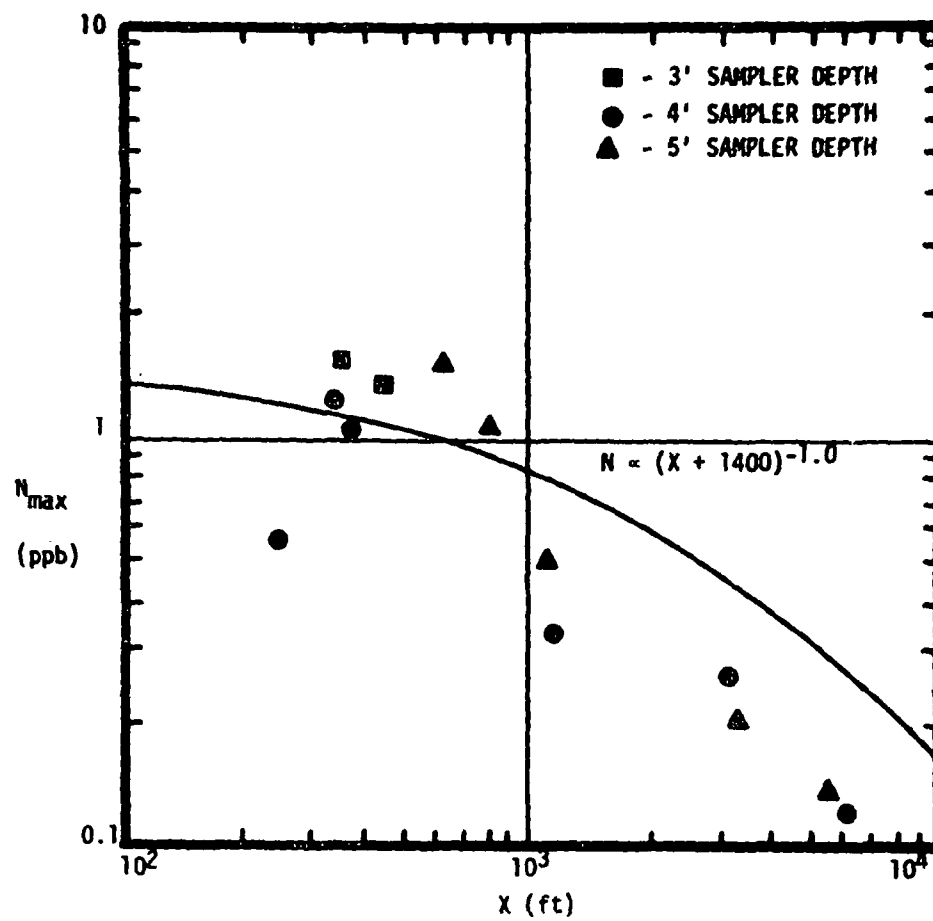 10
■ - 3' SAMPLER DEPTH
● - 4' SAMPLER DEPTH
▲ - 5' SAMPLER DEPTH
1
N ∝ (X + 1400)^-1.0
N_max
(ppb)
0.1
10^2 10^3 10^4
X (ft)